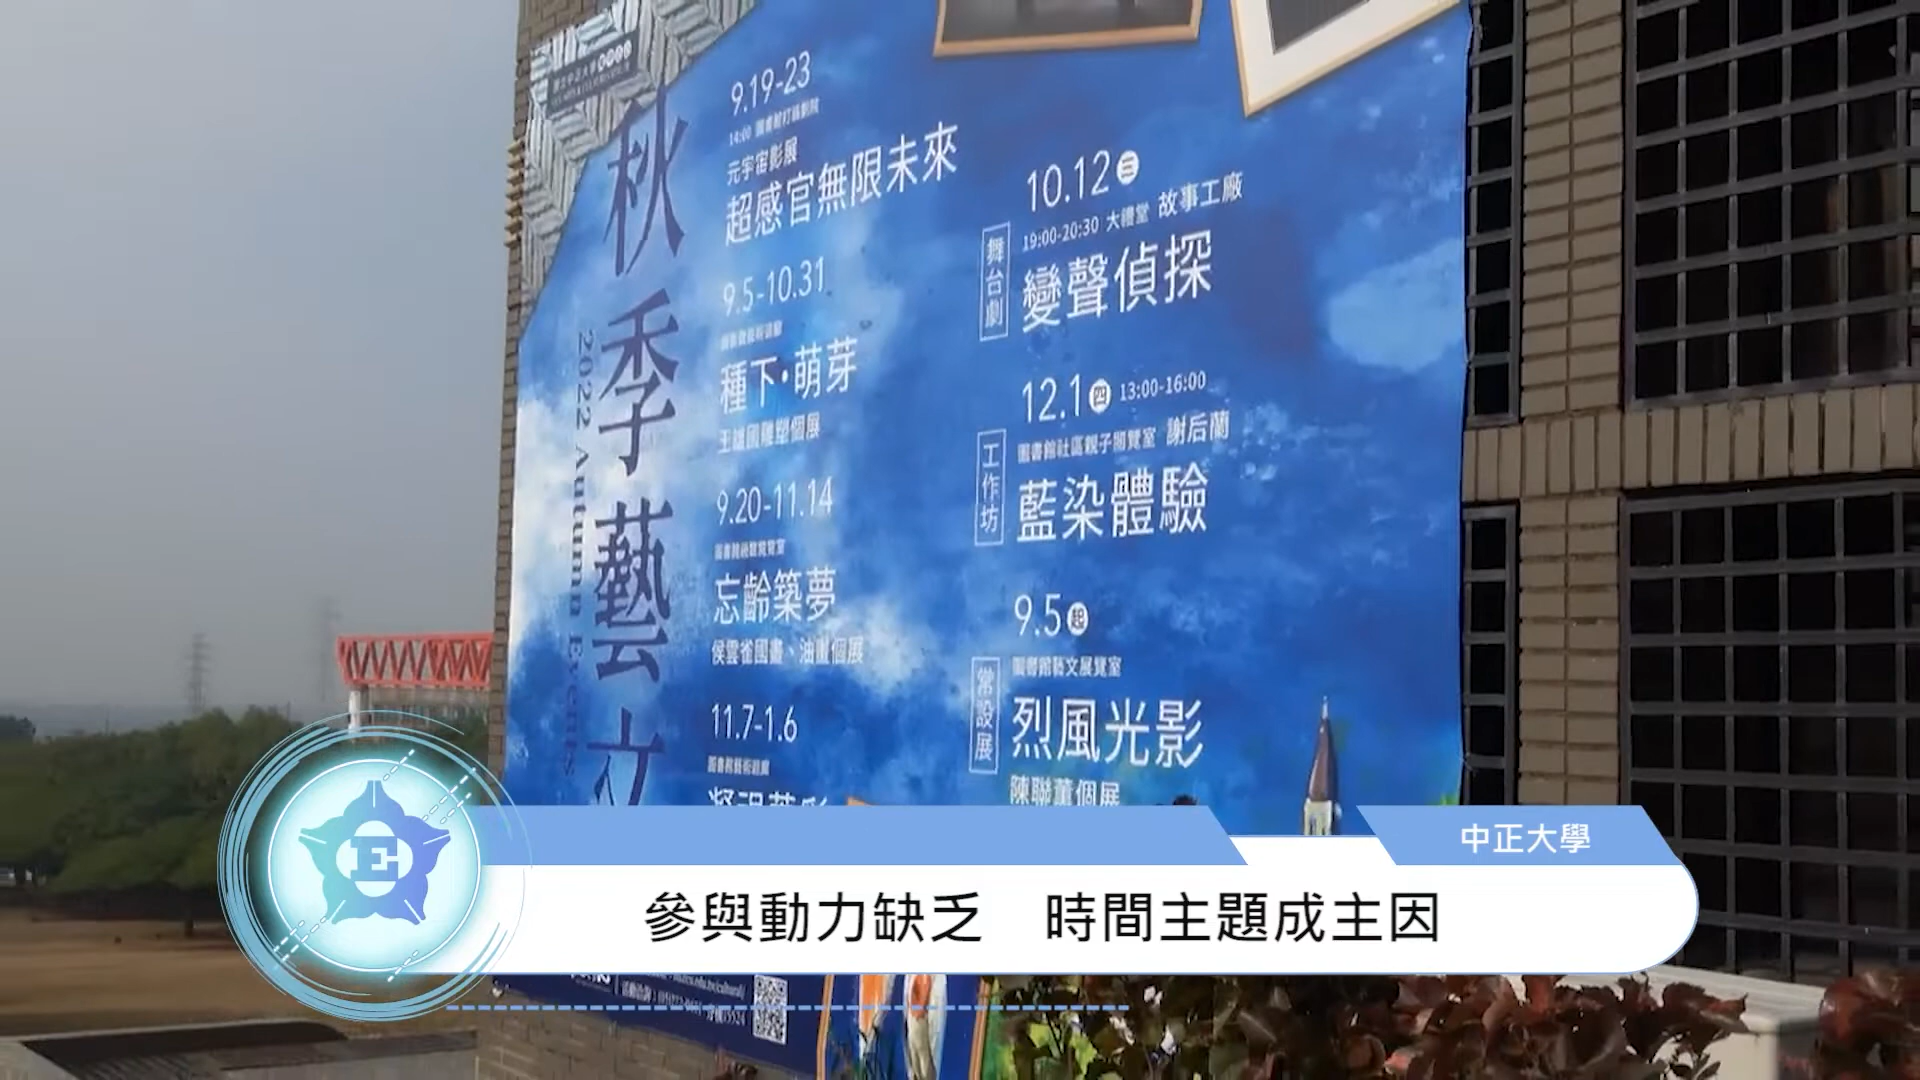 秋季藝文
2022 Autumn Events
9.19-23
元宇宙影展
超感官無限未來
9.5-10.31
種下·萌芽
王雄風雕塑個展
9.20-11.14
忘齡築夢
侯雲雀國畫、油畫個展
11.7-1.6
10.12 三
舞台劇
19:00-20:30 大禮堂 故事工廠
變聲偵探
12.1 四 13:00-16:00
工作坊
圖書館社區親子閱覽室 謝后蘭
藍染體驗
9.5 起
常設展
圖書館藝文展覽室
烈風光影
陳聯薰個展
中正大學
E
參與動力缺乏 時間主題成主因